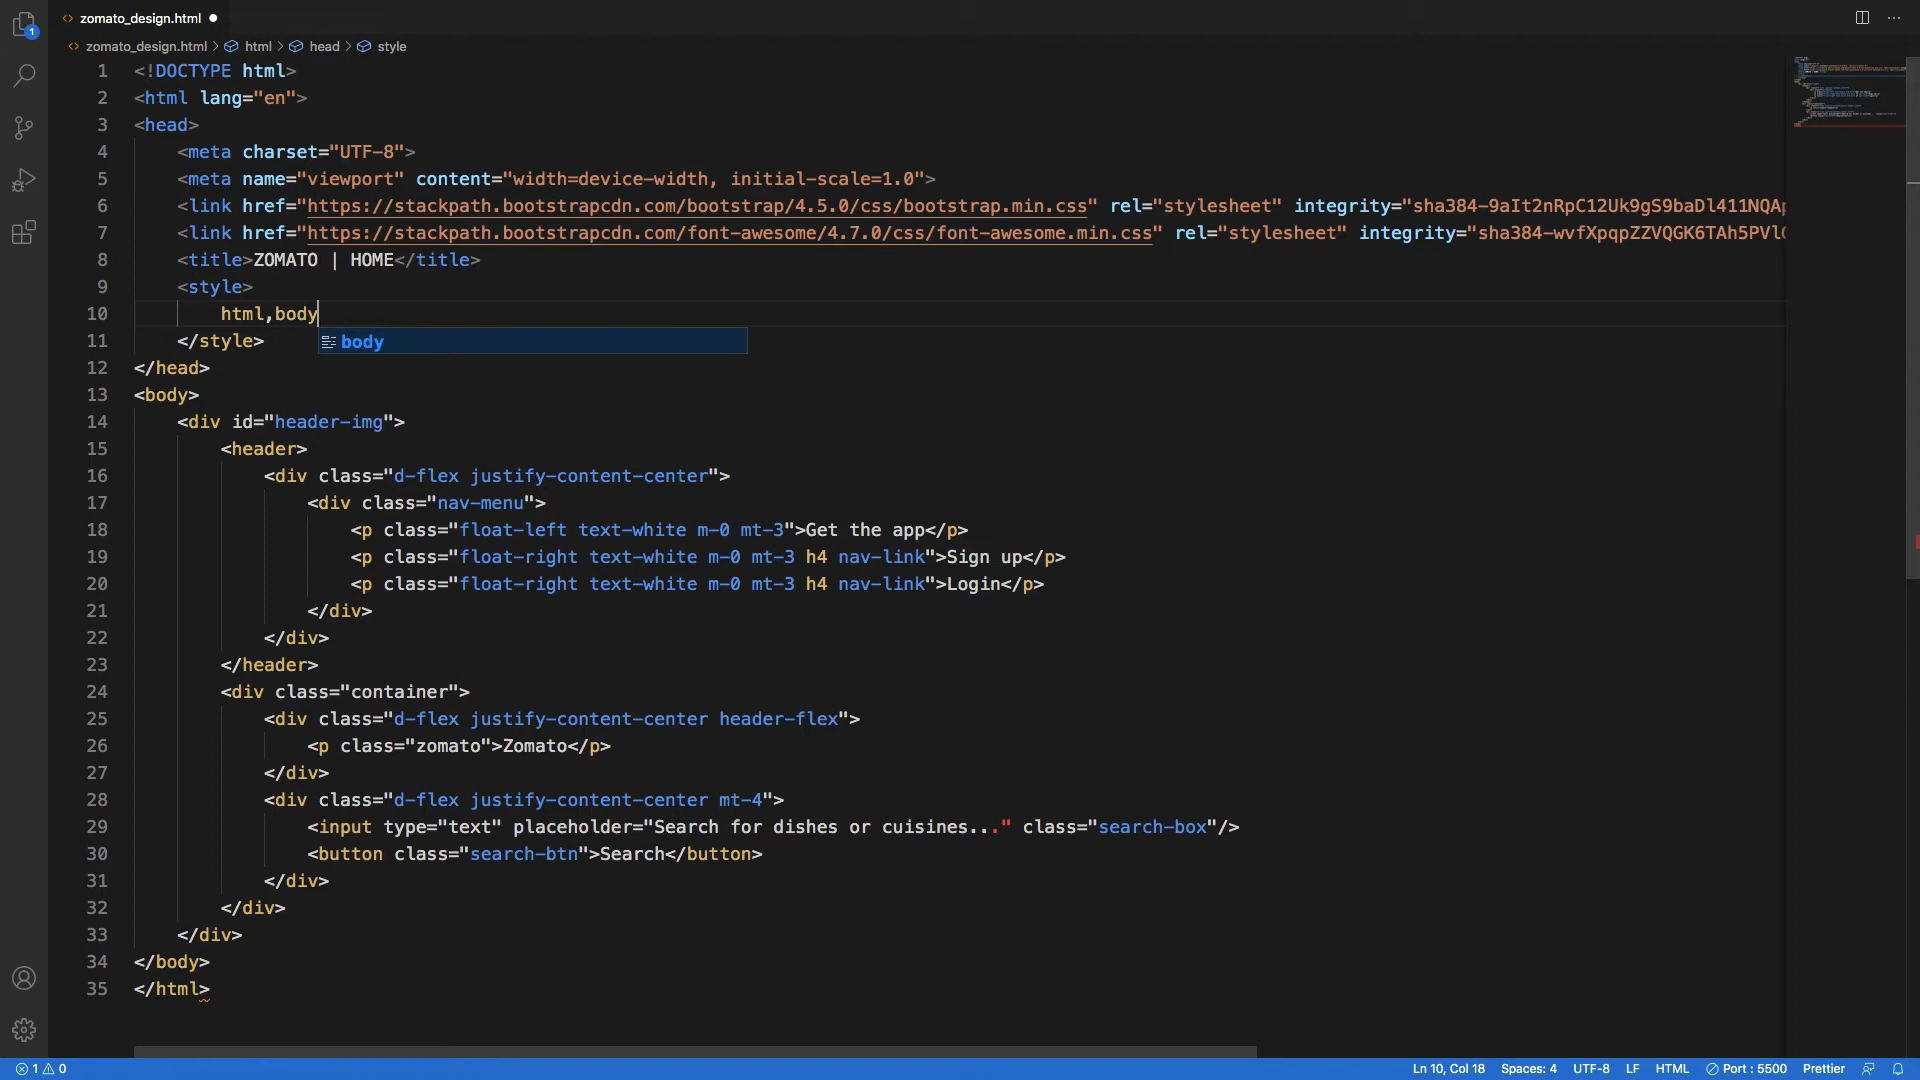 zomato_design.html
zomato_design.html > html > head > style
1 <!DOCTYPE html>
2 <html lang="en">
3 <head>
4 <meta charset="UTF-8">
5 <meta name="viewport" content="width=device-width, initial-scale=1.0">
6 <link href="https://stackpath.bootstrapcdn.com/bootstrap/4.5.0/css/bootstrap.min.css" rel="stylesheet" integrity="sha384-9aIt2nRpC12Uk9gS9baDl411NQAp
7 <link href="https://stackpath.bootstrapcdn.com/font-awesome/4.7.0/css/font-awesome.min.css" rel="stylesheet" integrity="sha384-wvfXpqpZZVQGK6TAh5PVlG
8 <title>ZOMATO | HOME</title>
9 <style>
10 html,body
body
11 </style>
12 </head>
13 <body>
14 <div id="header-img">
15 <header>
16 <div class="d-flex justify-content-center">
17 <div class="nav-menu">
18 <p class="float-left text-white m-0 mt-3">Get the app</p>
19 <p class="float-right text-white m-0 mt-3 h4 nav-link">Sign up</p>
20 <p class="float-right text-white m-0 mt-3 h4 nav-link">Login</p>
21 </div>
22 </div>
23 </header>
24 <div class="container">
25 <div class="d-flex justify-content-center header-flex">
26 <p class="zomato">Zomato</p>
27 </div>
28 <div class="d-flex justify-content-center mt-4">
29 <input type="text" placeholder="Search for dishes or cuisines..." class="search-box"/>
30 <button class="search-btn">Search</button>
31 </div>
32 </div>
33 </div>
34 </body>
35 </html>
1
1 0 Ln 10, Col 18 Spaces: 4 UTF-8 LF HTML Port : 5500 Prettier